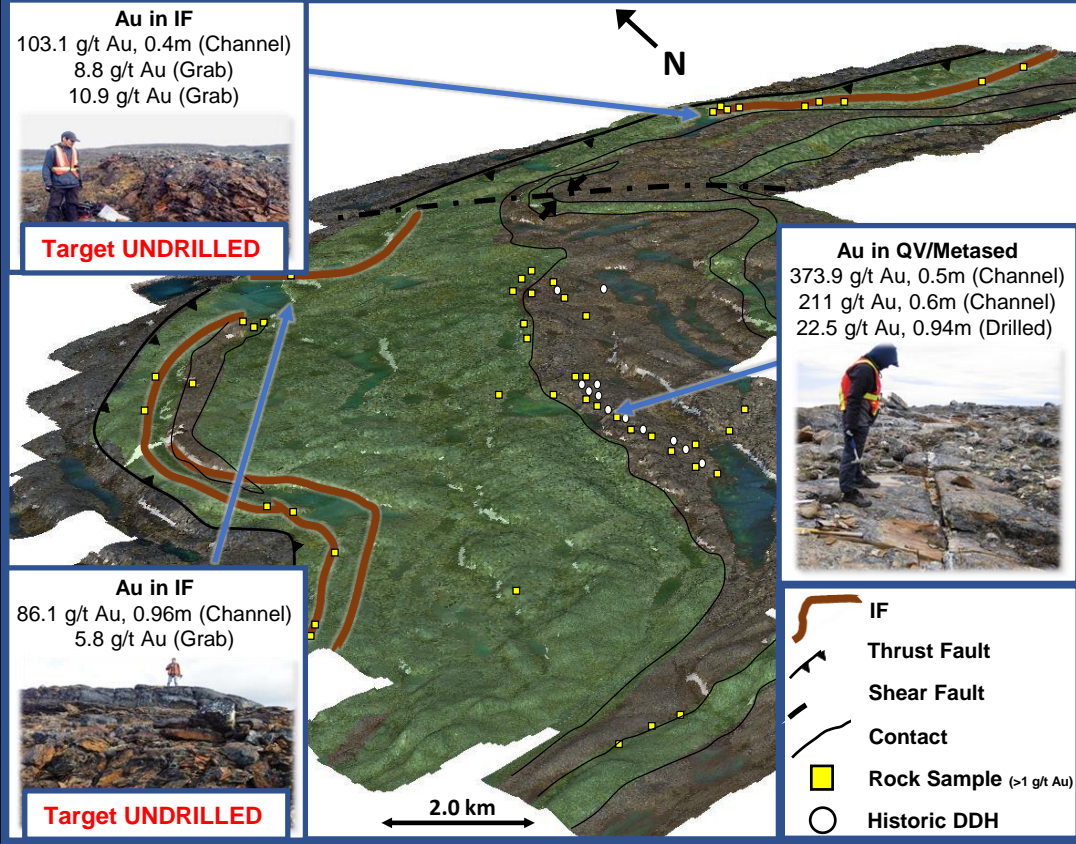 Au in IF
103.1 g/t Au, 0.4m (Channel)
8.8 g/t Au (Grab)
10.9 g/t Au (Grab)
Target UNDRILLED
N
Au in QV/Metased
373.9 g/t Au, 0.5m (Channel)
211 g/t Au, 0.6m (Channel)
22.5 g/t Au, 0.94m (Drilled)
Au in IF
86.1 g/t Au, 0.96m (Channel)
5.8 g/t Au (Grab)
Target UNDRILLED
2.0 km
IF
Thrust Fault
Shear Fault
Contact
Rock Sample (>1 g/t Au)
Historic DDH